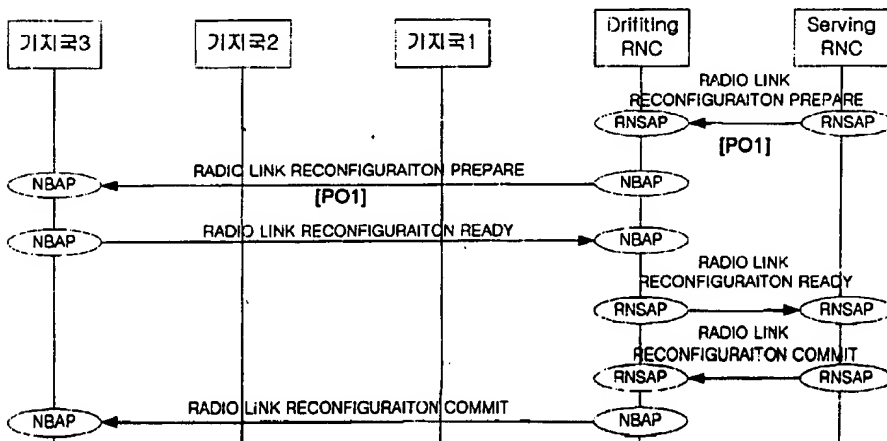 기지국3
기지국2
기지국1
Drifiting
RNC
Serving
RNC
RADIO LINK
RECONFIGURAITON PREPARE
RNSAP
RNSAP
[PO1]
RADIO LINK RECONFIGURAITON PREPARE
NBAP
NBAP
[PO1]
RADIO LINK RECONFIGURAITON READY
NBAP
NBAP
RADIO LINK
RECONFIGURAITON READY
RNSAP
RNSAP
RADIO LINK
RECONFIGURAITON COMMIT
RNSAP
RNSAP
RADIO LINK RECONFIGURAITON COMMIT
NBAP
NBAP